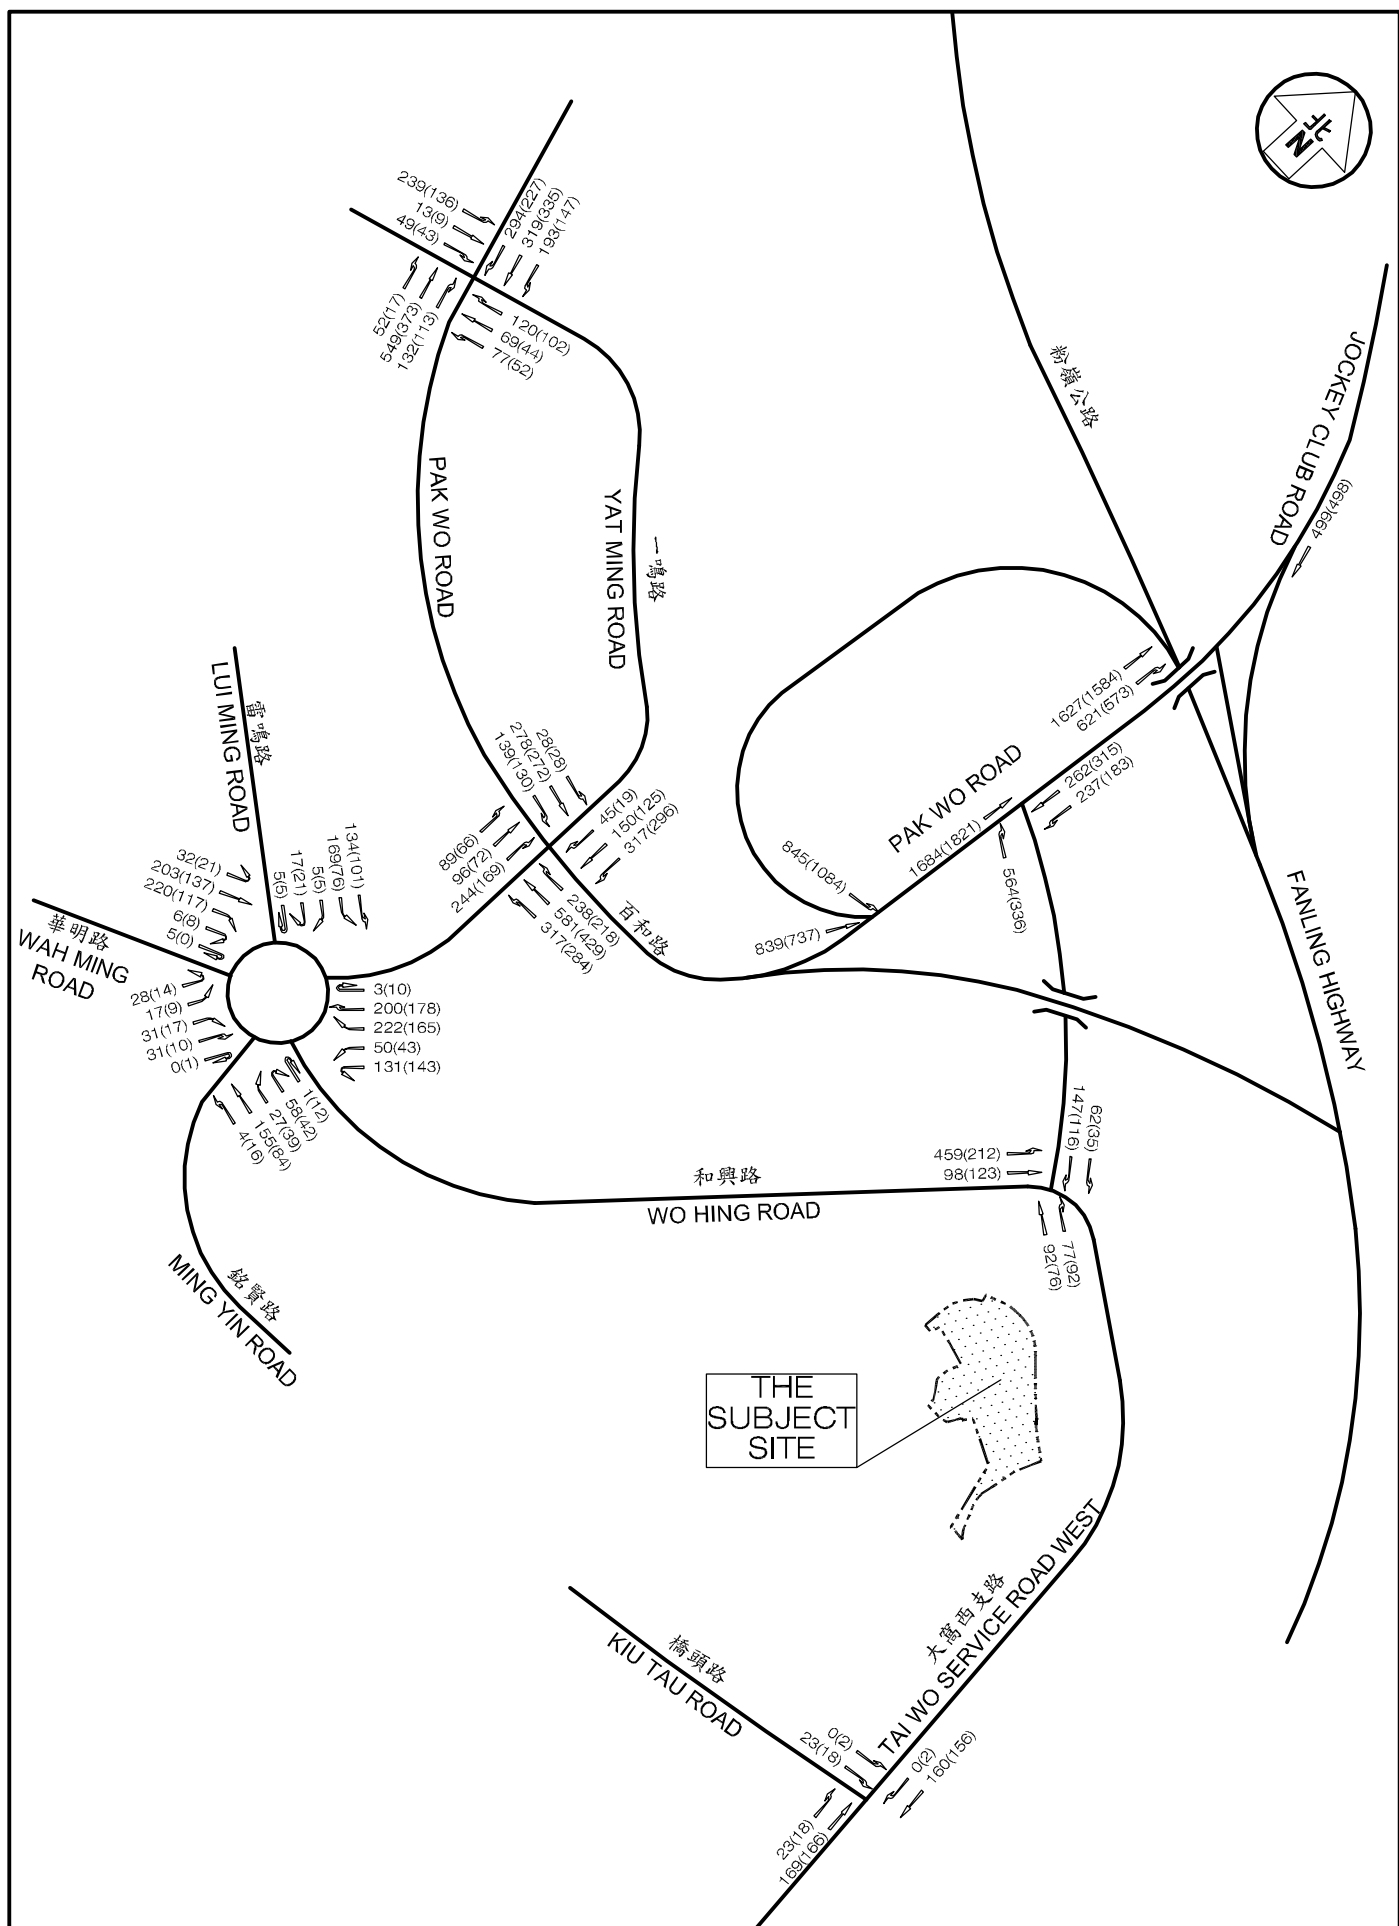 北
N
239(136)
13(9)
49(43)
294(227)
319(335)
193(147)
52(17)
549(373)
132(113)
120(102)
69(44)
77(52)
粉嶺公路
JOCKEY CLUB ROAD
499(498)
PAK WO ROAD
YAT MING ROAD
一鳴路
LUI MING ROAD
雷鳴路
1627(1584)
621(573)
262(315)
237(183)
PAK WO ROAD
1684(1821)
564(336)
845(1084)
839(737)
28(28)
278(272)
139(130)
45(19)
150(125)
317(296)
89(66)
96(72)
244(169)
238(218)
581(429)
317(284)
百和路
FANLING HIGHWAY
134(101)
169(76)
5(5)
17(21)
5(5)
32(21)
203(137)
220(117)
6(8)
5(0)
華明路
WAH MING
ROAD
28(14)
17(9)
31(17)
31(10)
0(1)
3(10)
200(178)
222(165)
50(43)
131(143)
1(12)
58(42)
27(39)
155(84)
4(16)
62(35)
147(116)
459(212)
98(123)
和興路
WO HING ROAD
77(92)
92(76)
銘賢路
MING YIN ROAD
THE
SUBJECT
SITE
大窩西支路
TAI WO SERVICE ROAD WEST
橋頭路
KIU TAU ROAD
0(2)
23(18)
0(2)
160(156)
23(18)
169(166)